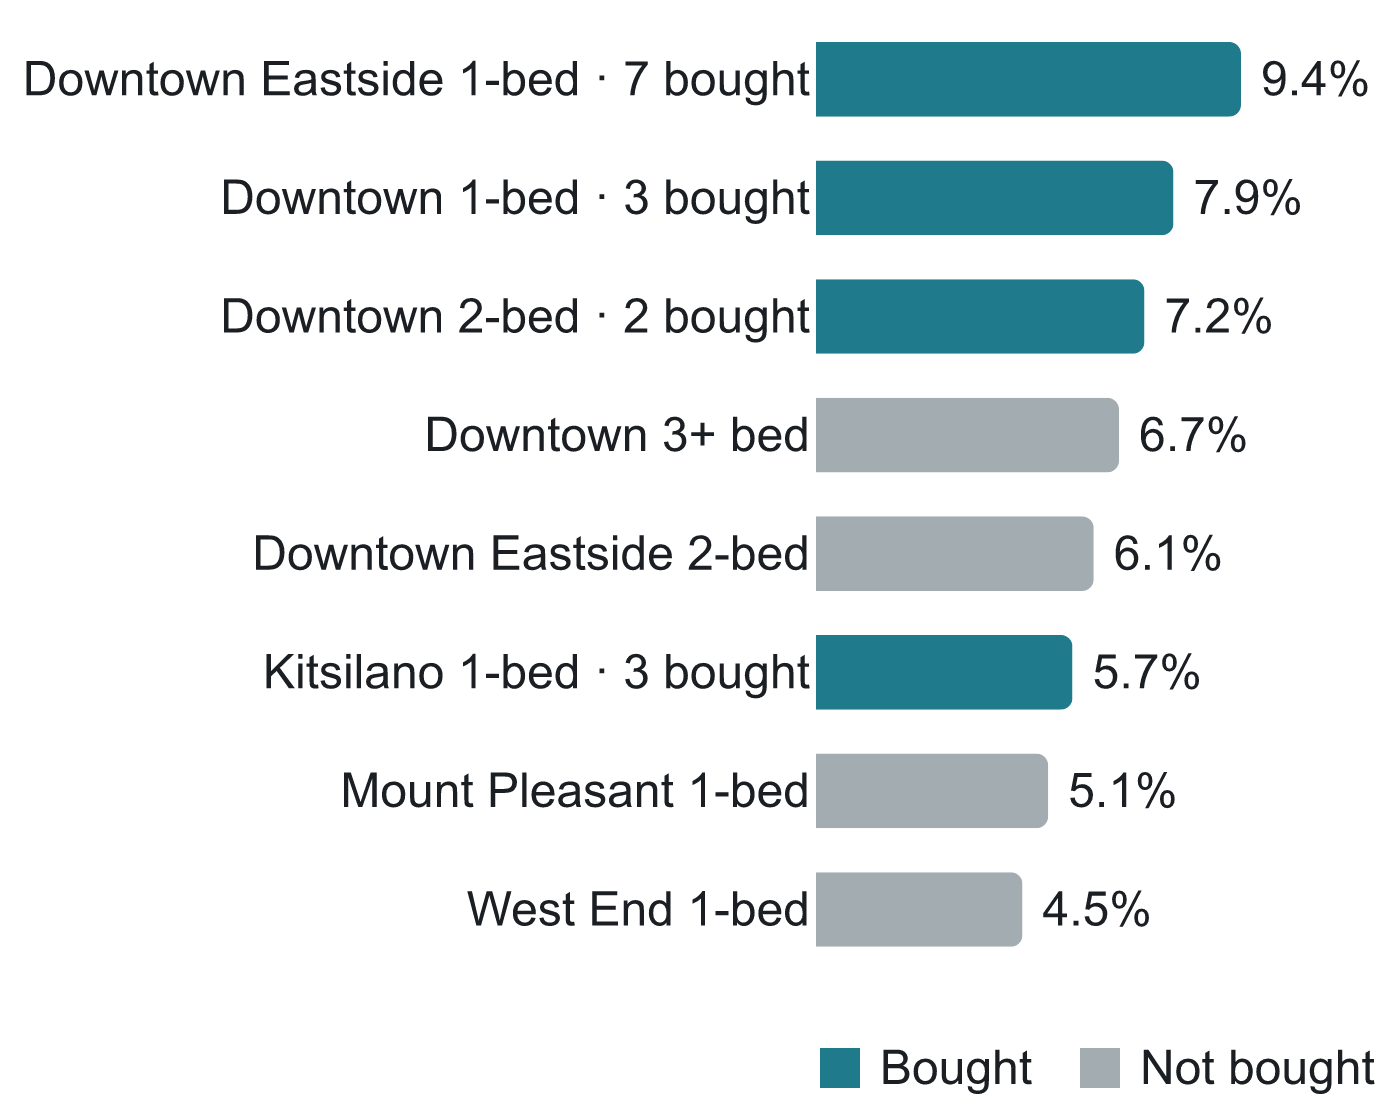 Downtown Eastside 1-bed · 7 bought 9.4%
Downtown 1-bed · 3 bought 7.9%
Downtown 2-bed · 2 bought 7.2%
Downtown 3+ bed 6.7%
Downtown Eastside 2-bed 6.1%
Kitsilano 1-bed · 3 bought 5.7%
Mount Pleasant 1-bed 5.1%
West End 1-bed 4.5%
Bought Not bought